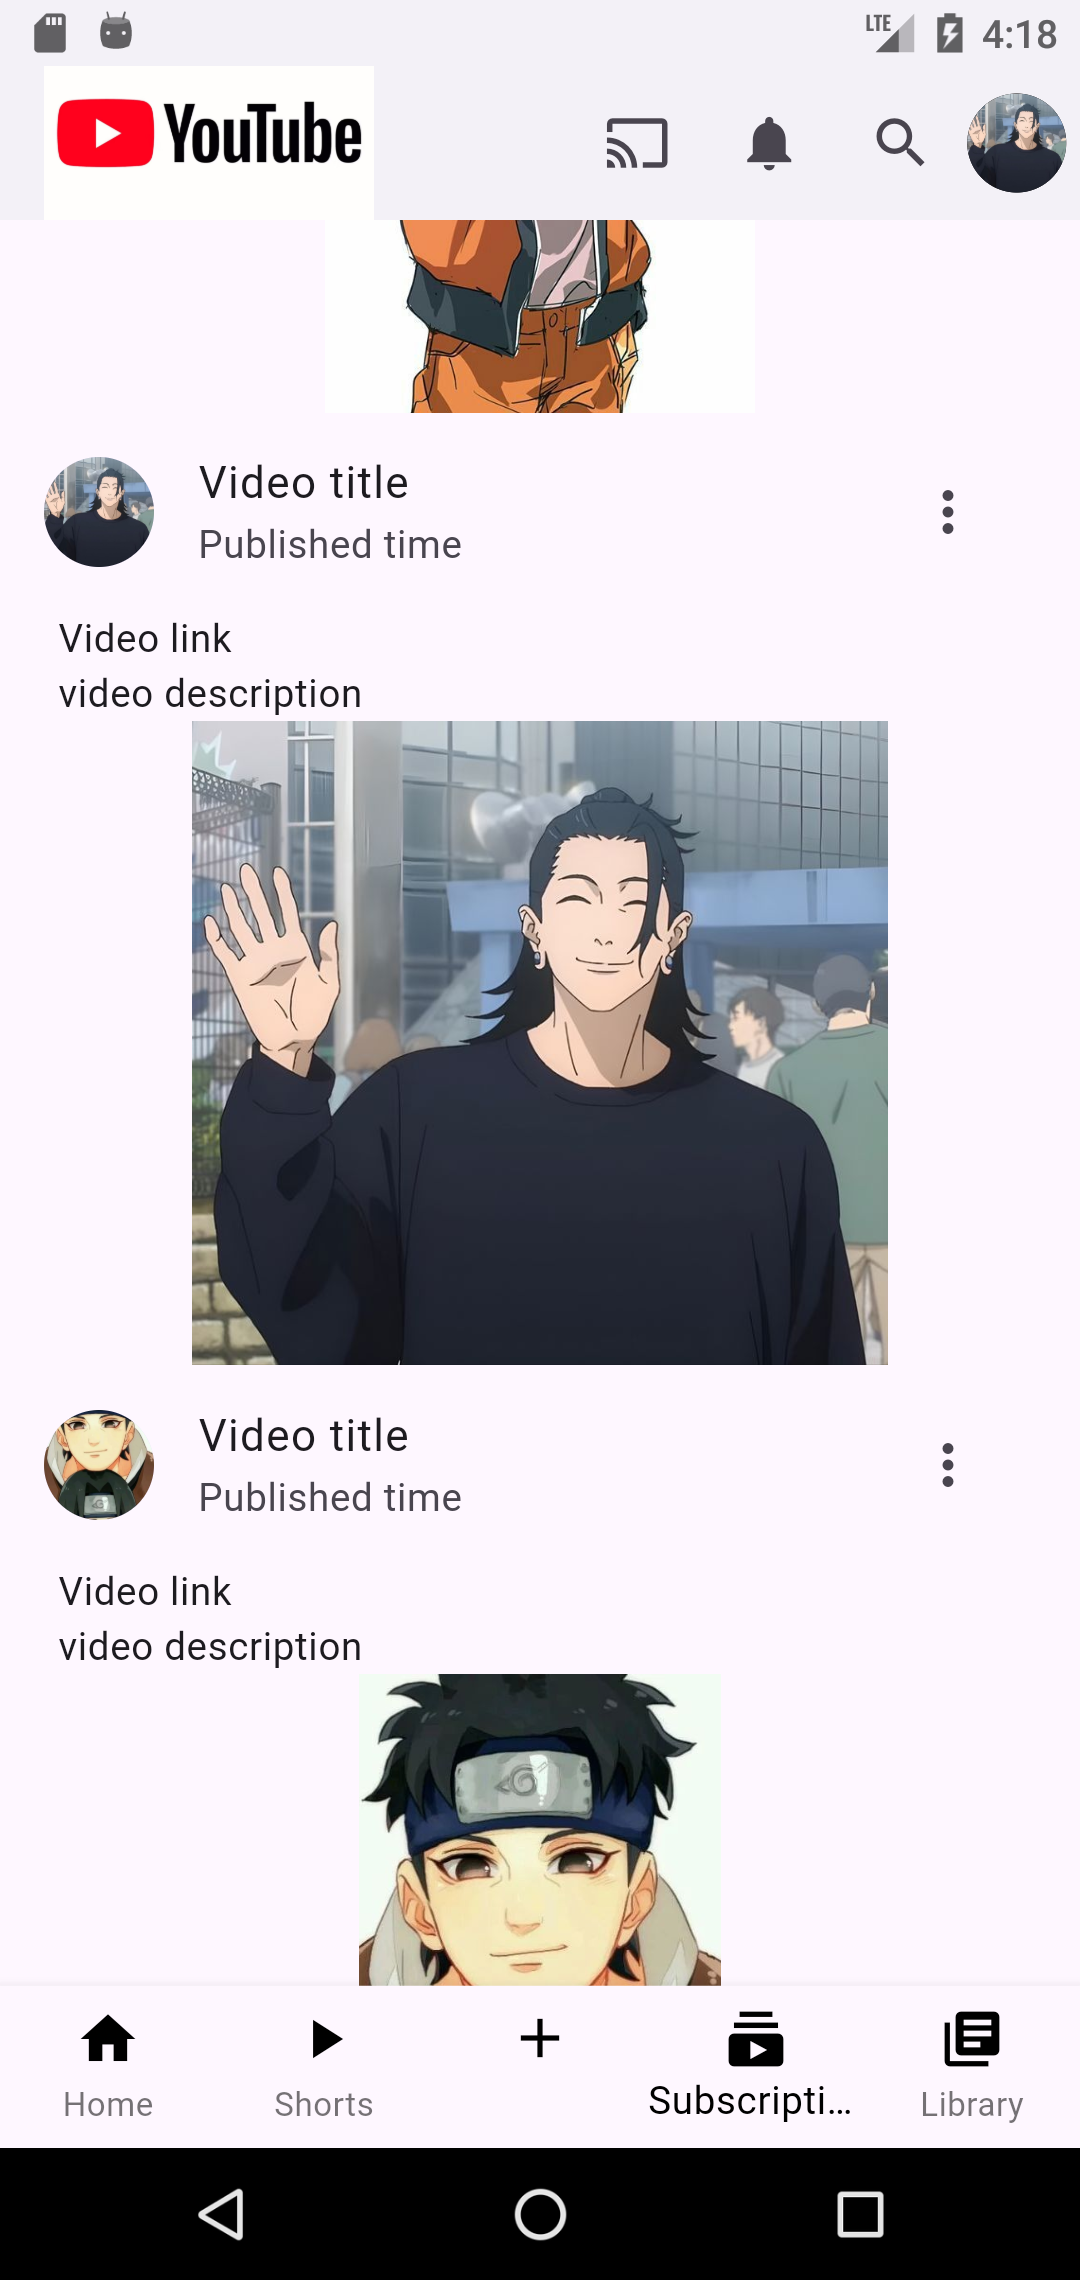 LTE 4:18
YouTube
Video title
Published time
Video link
video description
Video title
Published time
Video link
video description
Home
Shorts
Subscripti...
Library